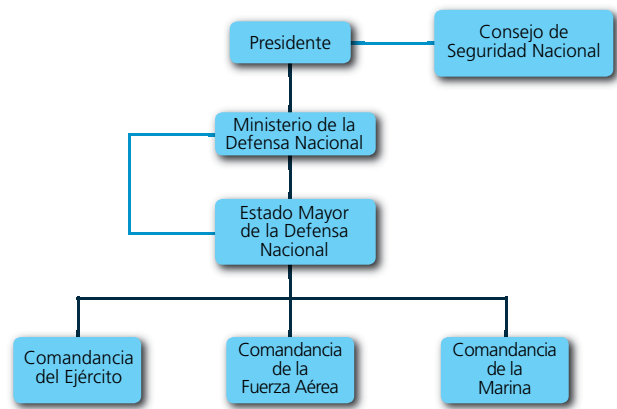 Presidente
Consejo de
Seguridad Nacional
Ministerio de la
Defensa Nacional
Estado Mayor
de la Defensa
Nacional
Comandancia
del Ejército
Comandancia
de la
Fuerza Aérea
Comandancia
de la
Marina